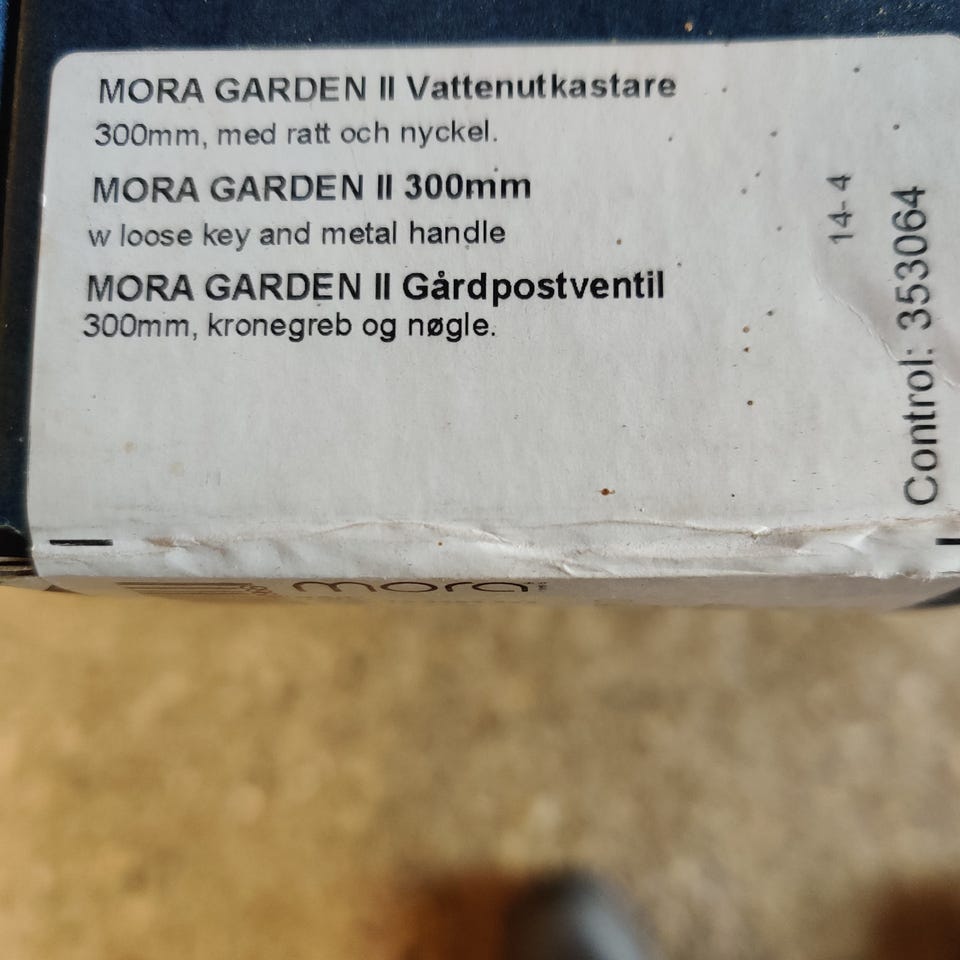 MORA GARDEN II Vattenutkastare
300mm, med ratt och nyckel.
MORA GARDEN II 300mm
w loose key and metal handle
MORA GARDEN II Gårdpostventil
300mm, kronegreb og nøgle.
14- 4
Control: 353064
mora